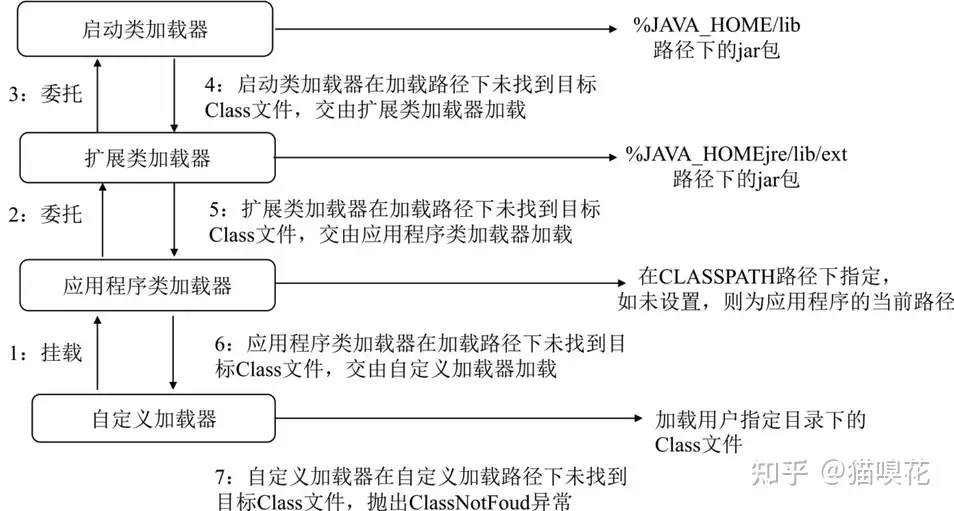 启动类加载器
%JAVA_HOME/lib
路径下的jar包
3：委托
4：启动类加载器在加载路径下未找到目标
Class文件，交由扩展类加载器加载
扩展类加载器
%JAVA_HOMEjre/lib/ext
路径下的jar包
2：委托
5：扩展类加载器在加载路径下未找到目标
Class文件，交由应用程序类加载器加载
应用程序类加载器
在CLASSPATH路径下指定，
如未设置，则为应用程序的当前路径
1：挂载
6：应用程序类加载器在加载路径下未找到目
标Class文件，交由自定义加载器加载
自定义加载器
加载用户指定目录下的
Class文件
7：自定义加载器在自定义加载路径下未找到
目标Class文件，抛出ClassNotFoud异常
知乎 @猫嗅花